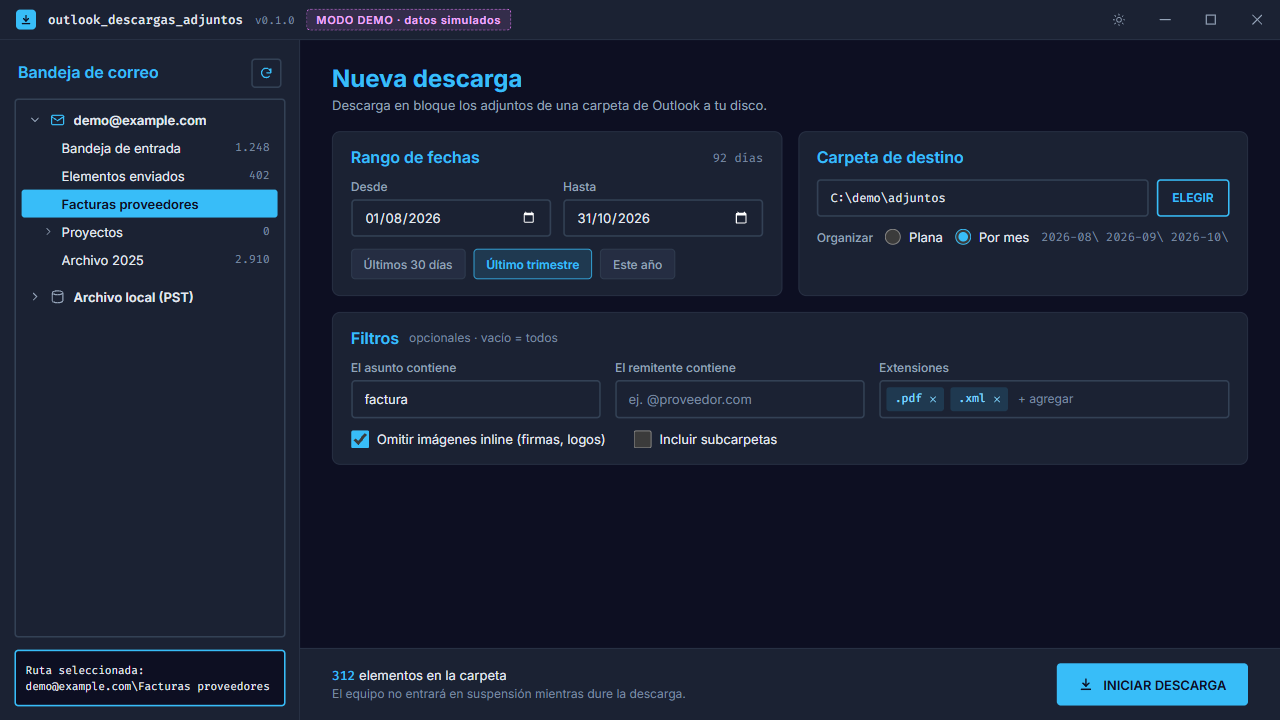 outlook_descargas_adjuntos v0.1.0 MODO DEMO · datos simulados
Bandeja de correo
demo@example.com
Bandeja de entrada 1.248
Elementos enviados 402
Facturas proveedores
Proyectos 0
Archivo 2025 2.910
Archivo local (PST)
Ruta seleccionada:
demo@example.com\Facturas proveedores
Nueva descarga
Descarga en bloque los adjuntos de una carpeta de Outlook a tu disco.
Rango de fechas 92 días
Desde Hasta
01/08/2026 31/10/2026
Últimos 30 días Último trimestre Este año
Carpeta de destino
C:\demo\adjuntos ELEGIR
Organizar Plana Por mes 2026-08\ 2026-09\ 2026-10\
Filtros opcionales · vacío = todos
El asunto contiene El remitente contiene Extensiones
factura ej. @proveedor.com .pdf × .xml × + agregar
Omitir imágenes inline (firmas, logos) Incluir subcarpetas
312 elementos en la carpeta
El equipo no entrará en suspensión mientras dure la descarga.
INICIAR DESCARGA